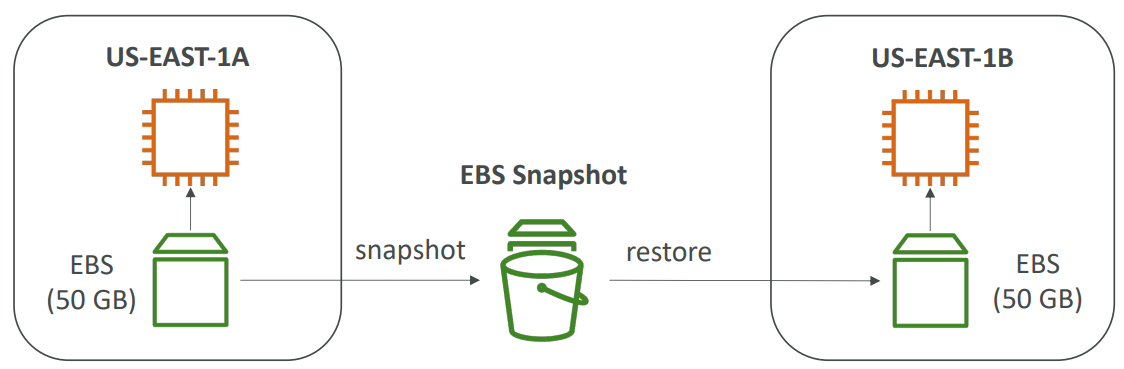 US-EAST-1A
US-EAST-1B
EBS Snapshot
snapshot
restore
EBS
(50 GB)
EBS
(50 GB)